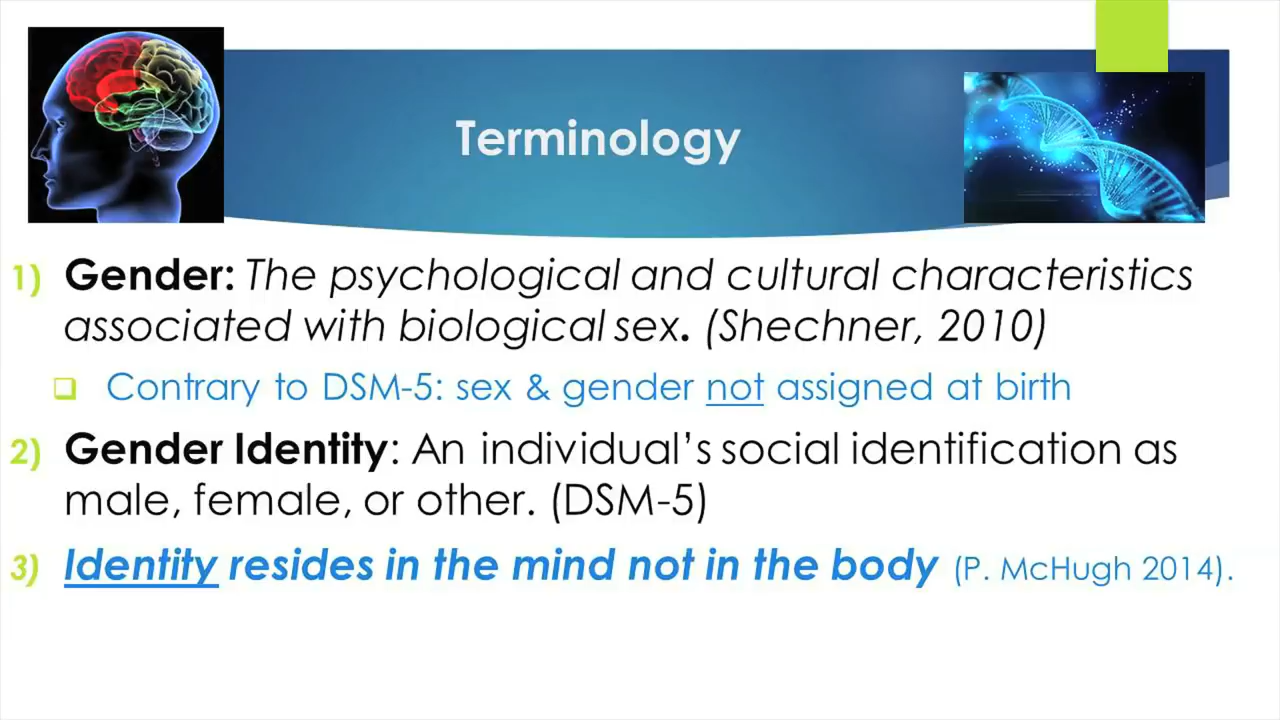 Terminology
1) Gender: The psychological and cultural characteristics
associated with biological sex. (Shechner, 2010)
❑ Contrary to DSM-5: sex & gender not assigned at birth
2) Gender Identity: An individual’s social identification as
male, female, or other. (DSM-5)
3) Identity resides in the mind not in the body (P. McHugh 2014).